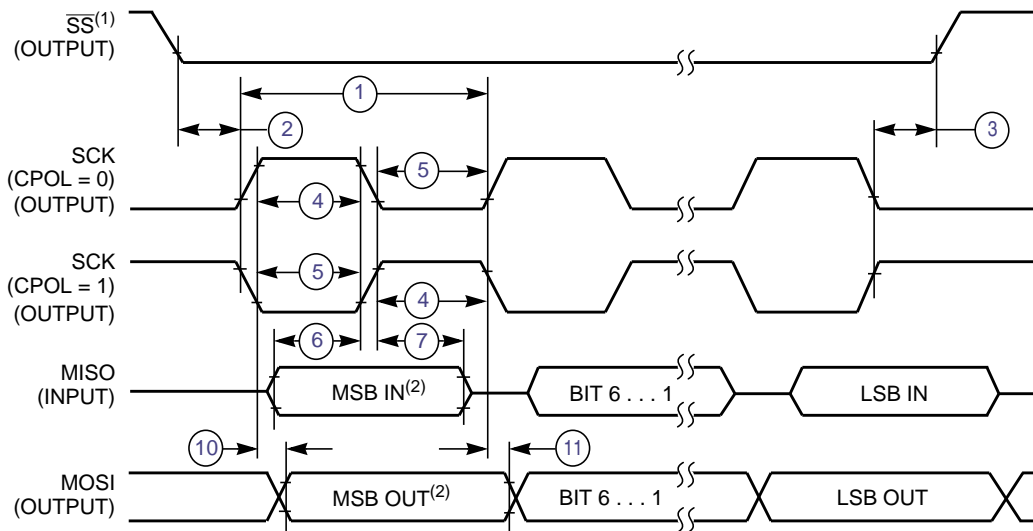 SS(1)
(OUTPUT)
1
2
3
SCK
(CPOL = 0)
(OUTPUT)
5
4
SCK
(CPOL = 1)
(OUTPUT)
5
4
6
7
MISO
(INPUT)
MSB IN(2)
BIT 6 . . . 1
LSB IN
10
11
MOSI
(OUTPUT)
MSB OUT(2)
BIT 6 . . . 1
LSB OUT